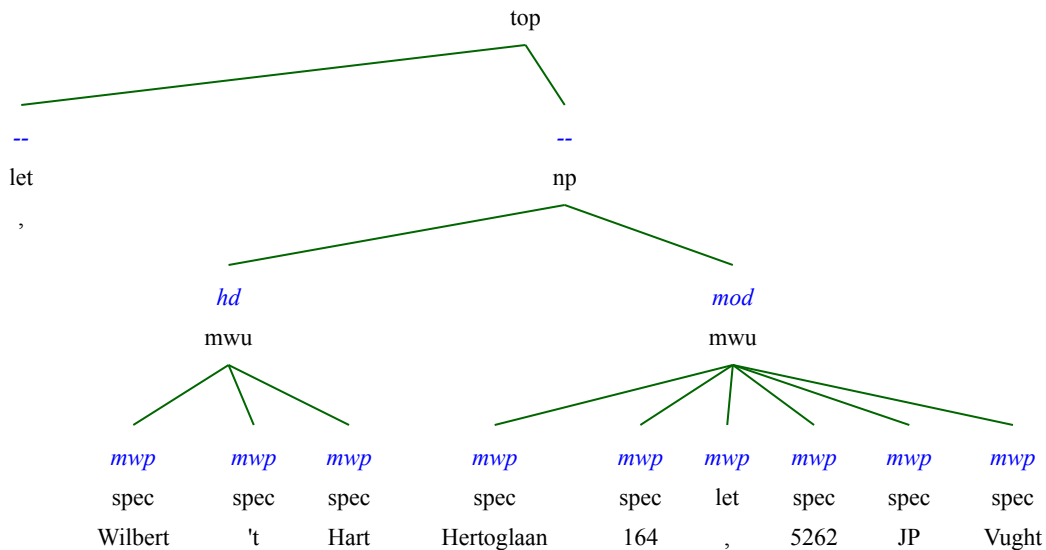 top
-- --
let np
,
hd mod
mwu mwu
mwp mwp mwp mwp mwp mwp mwp mwp mwp
spec spec spec spec spec let spec spec spec
Wilbert 't Hart Hertoglaan 164 , 5262 JP Vught